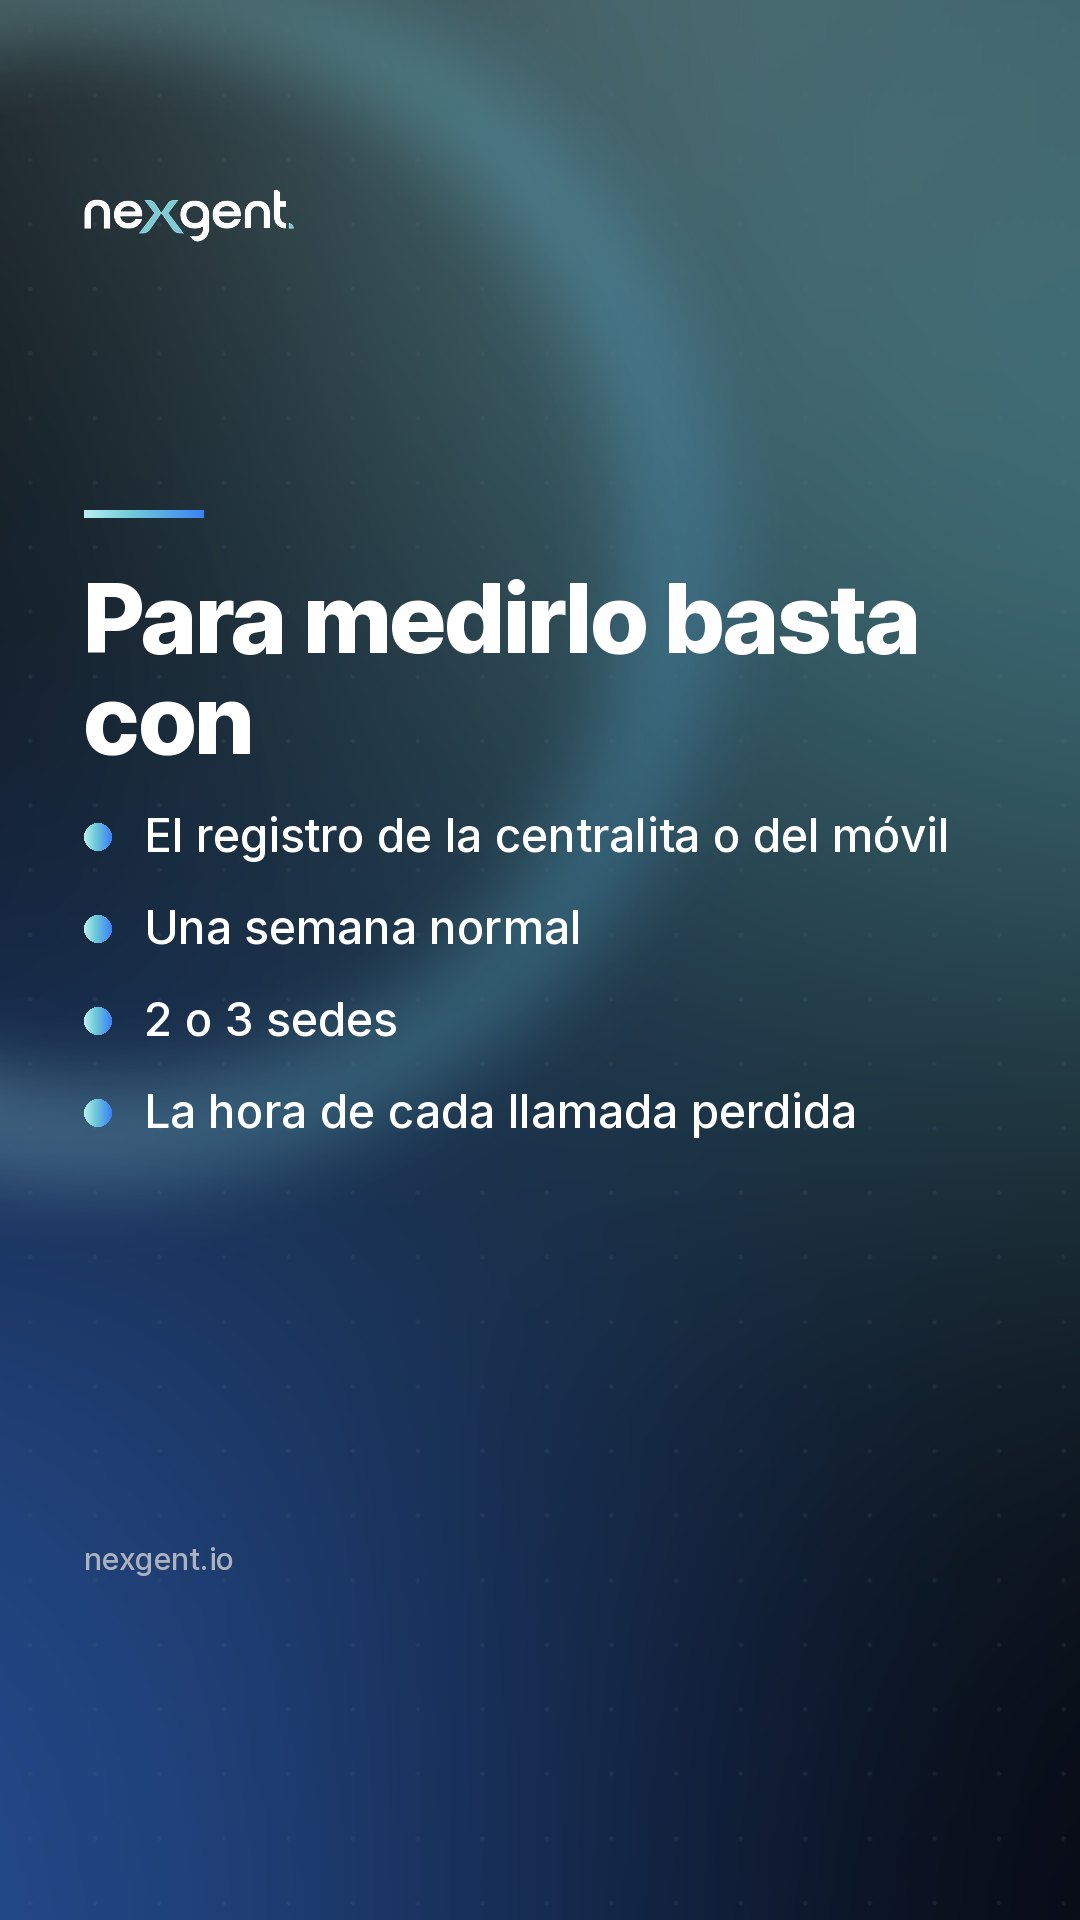 nexgent.
Para medirlo basta
con
El registro de la centralita o del móvil
Una semana normal
2 o 3 sedes
La hora de cada llamada perdida
nexgent.io